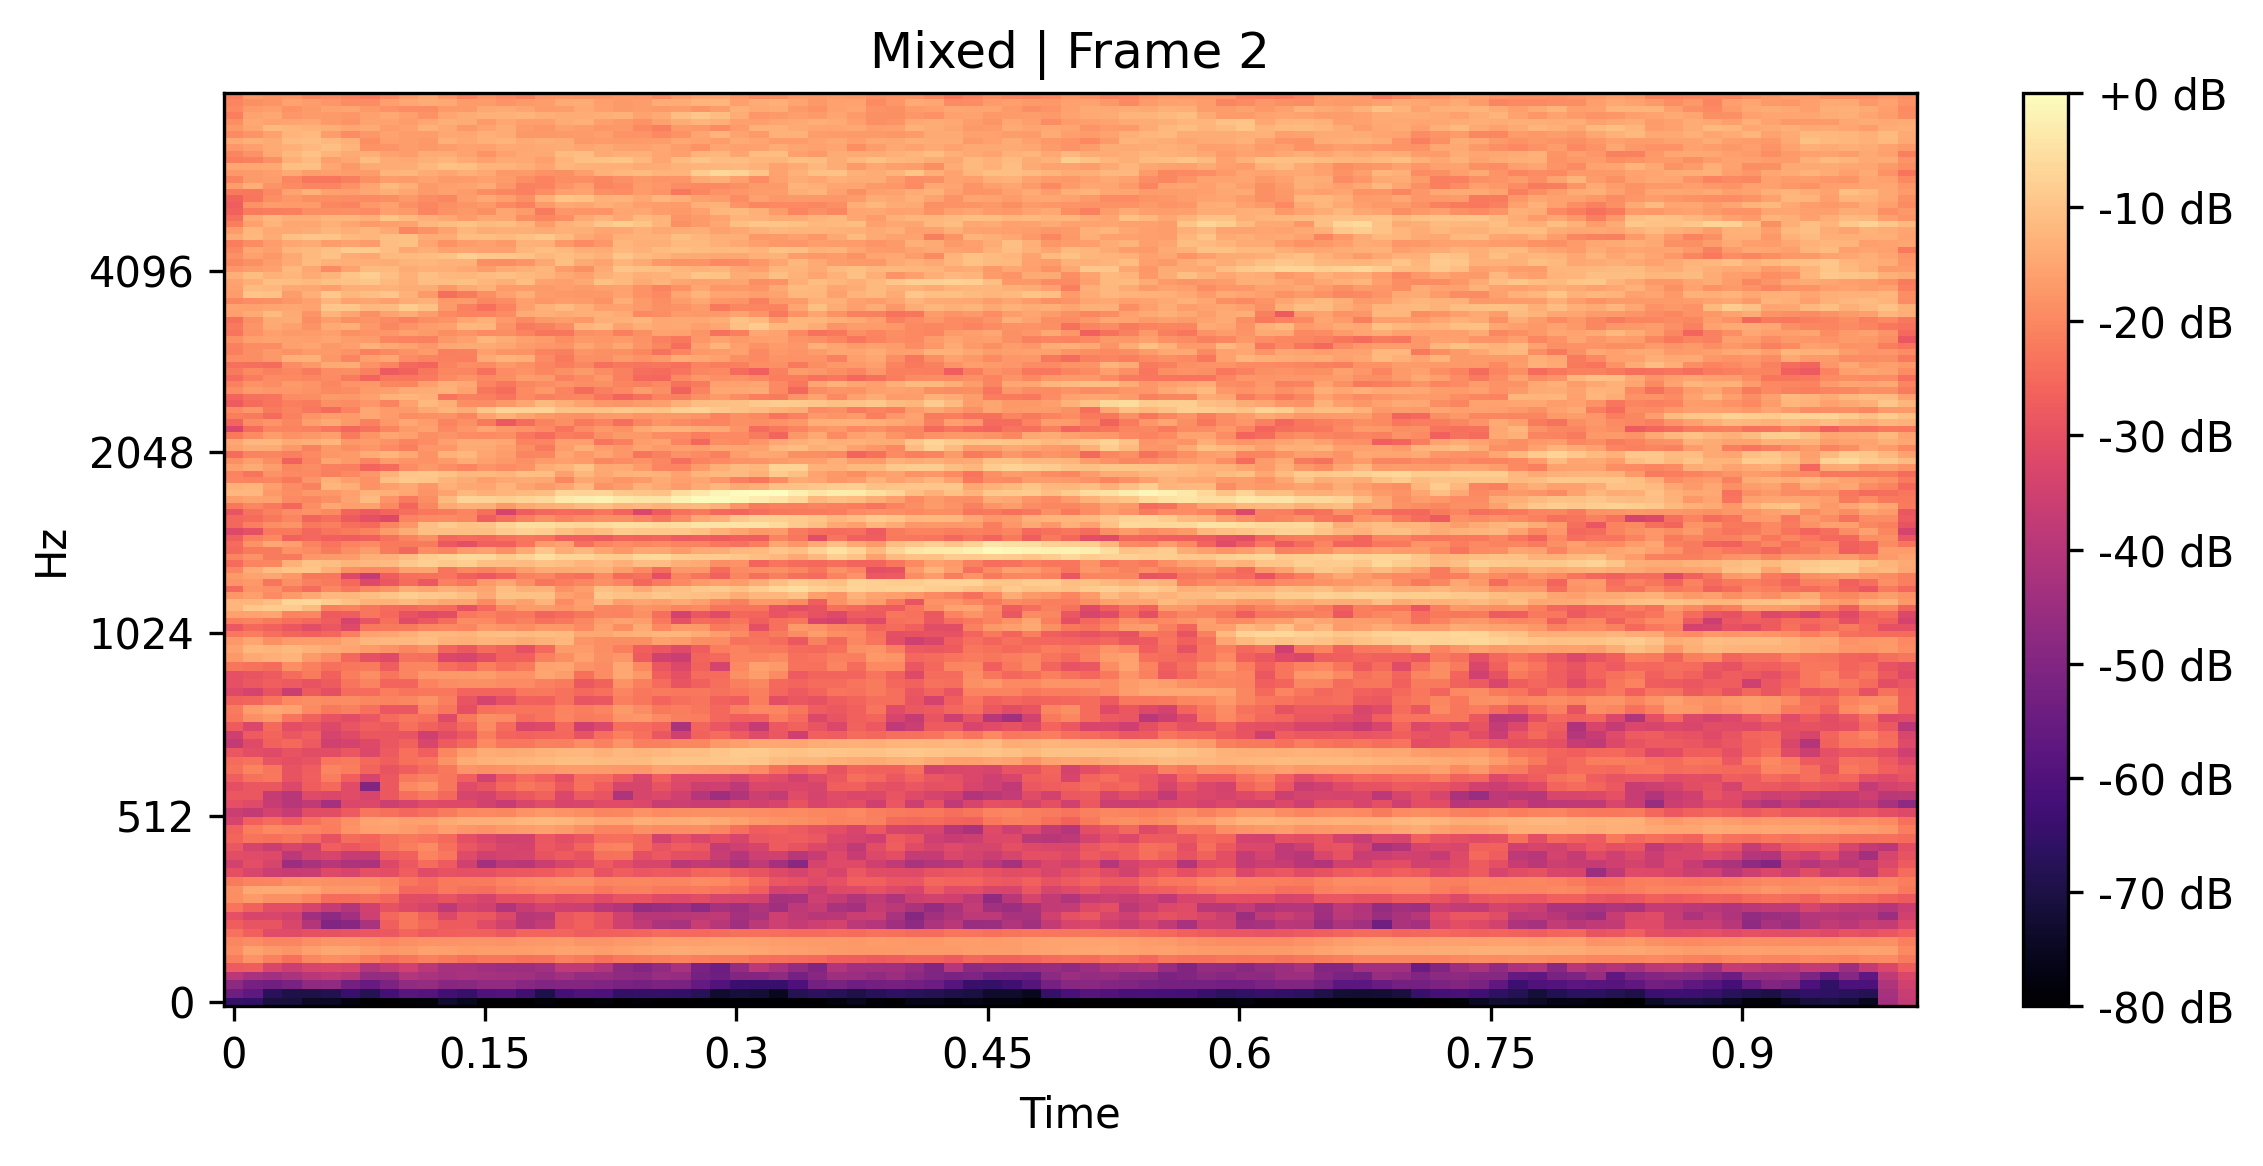 Mixed | Frame 2
+0 dB
-10 dB
-20 dB
-30 dB
-40 dB
-50 dB
-60 dB
-70 dB
-80 dB
4096
2048
1024
512
0
Hz
0 0.15 0.3 0.45 0.6 0.75 0.9
Time